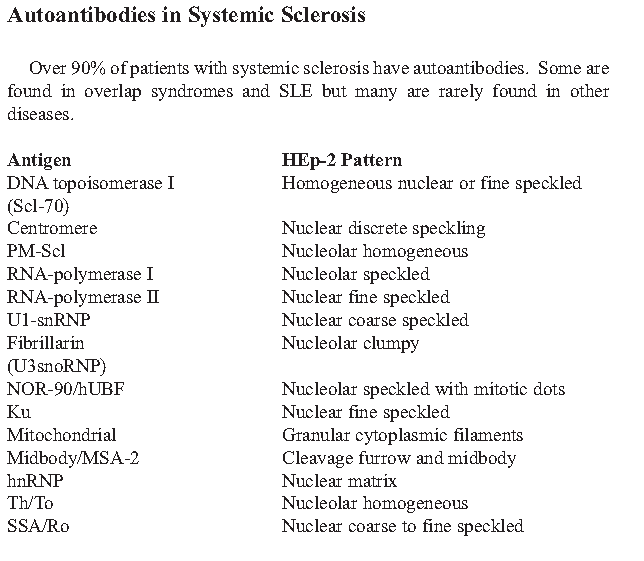 Autoantibodies in Systemic Sclerosis
Over 90% of patients with systemic sclerosis have autoantibodies. Some are
found in overlap syndromes and SLE but many are rarely found in other
diseases.
Antigen HEp-2 Pattern
DNA topoisomerase I Homogeneous nuclear or fine speckled
(Scl-70)
Centromere Nuclear discrete speckling
PM-Scl Nucleolar homogeneous
RNA-polymerase I Nucleolar speckled
RNA-polymerase II Nuclear fine speckled
U1-snRNP Nuclear coarse speckled
Fibrillarin Nucleolar clumpy
(U3snoRNP)
NOR-90/hUBF Nucleolar speckled with mitotic dots
Ku Nuclear fine speckled
Mitochondrial Granular cytoplasmic filaments
Midbody/MSA-2 Cleavage furrow and midbody
hnRNP Nuclear matrix
Th/To Nucleolar homogeneous
SSA/Ro Nuclear coarse to fine speckled